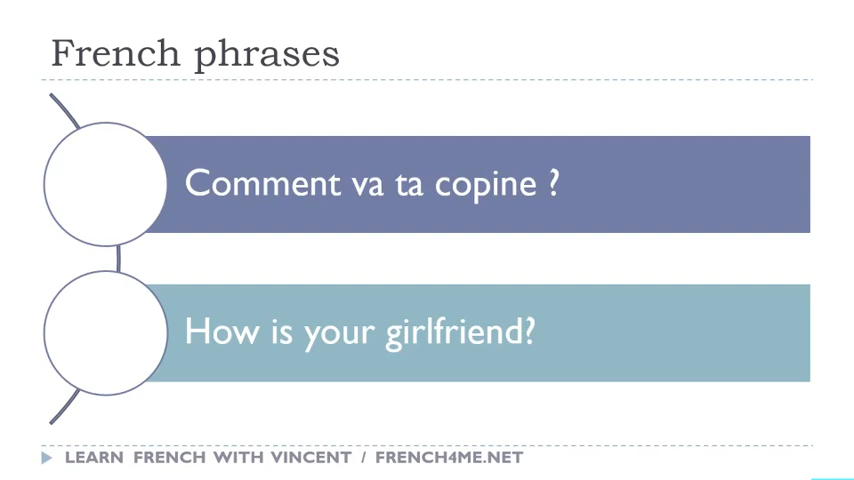 French phrases
Comment va ta copine ?
How is your girlfriend?
LEARN FRENCH WITH VINCENT / FRENCH4ME.NET